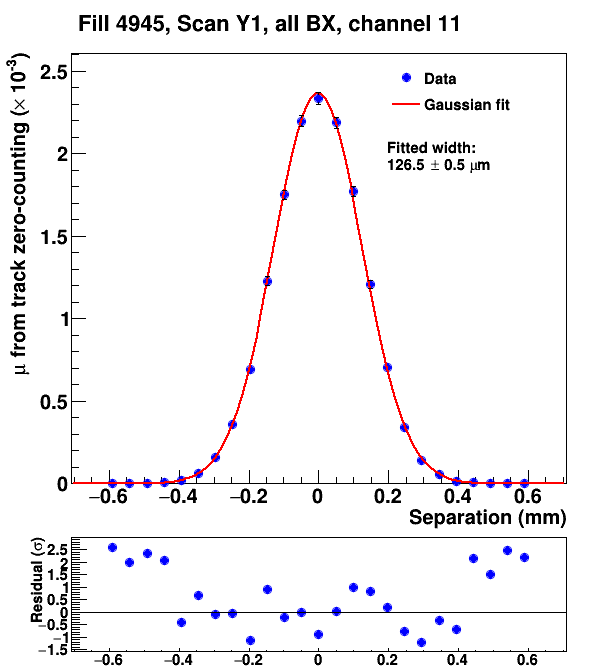 Fill 4945, Scan Y1, all BX, channel 11
μ from track zero-counting (× 10⁻³)
2.5
2
1.5
1
0.5
0
Data
Gaussian fit
Fitted width:
126.5 ± 0.5 μm
−0.6 −0.4 −0.2 0 0.2 0.4 0.6
Separation (mm)
Residual (σ)
2.5
2
1.5
1
0.5
0
−0.5
−1
−1.5
−0.6 −0.4 −0.2 0 0.2 0.4 0.6